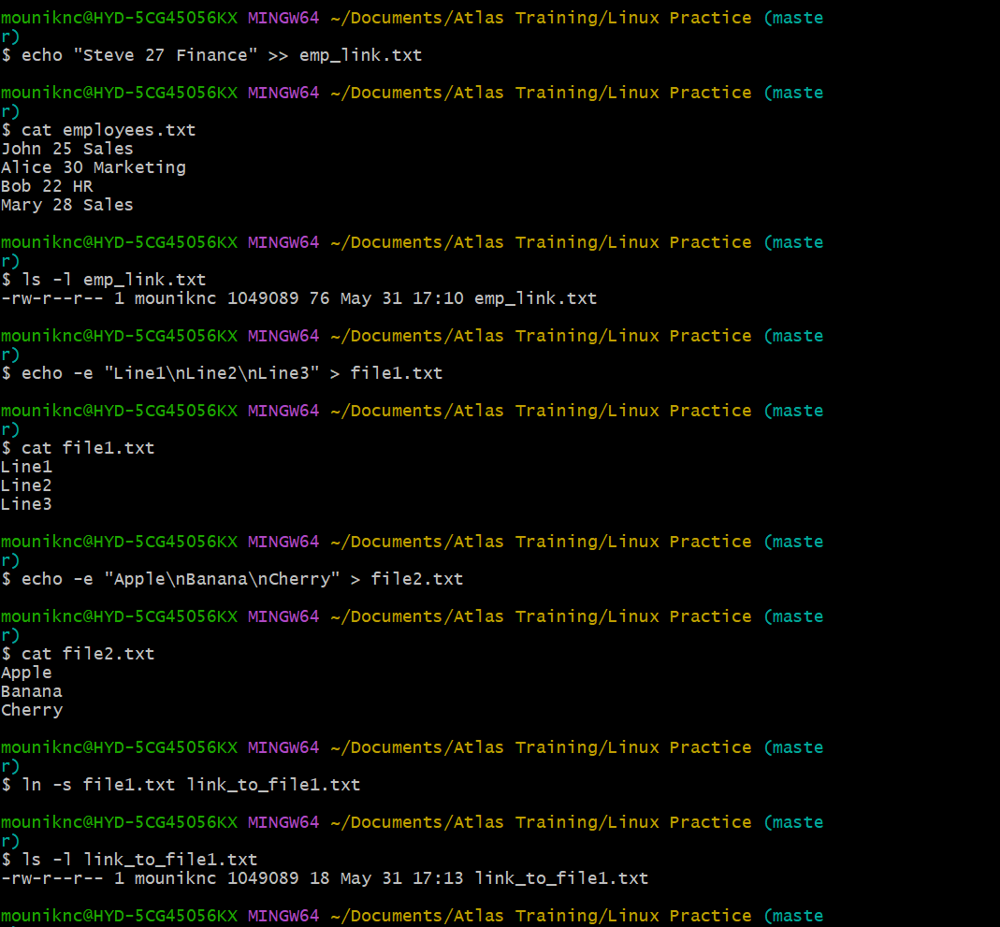 mouniknc@HYD-5CG45056KX MINGW64 ~/Documents/Atlas Training/Linux Practice (maste
r)
$ echo "Steve 27 Finance" >> emp_link.txt
mouniknc@HYD-5CG45056KX MINGW64 ~/Documents/Atlas Training/Linux Practice (maste
r)
$ cat employees.txt
John 25 Sales
Alice 30 Marketing
Bob 22 HR
Mary 28 Sales
mouniknc@HYD-5CG45056KX MINGW64 ~/Documents/Atlas Training/Linux Practice (maste
r)
$ ls -l emp_link.txt
-rw-r--r-- 1 mouniknc 1049089 76 May 31 17:10 emp_link.txt
mouniknc@HYD-5CG45056KX MINGW64 ~/Documents/Atlas Training/Linux Practice (maste
r)
$ echo -e "Line1\nLine2\nLine3" > file1.txt
mouniknc@HYD-5CG45056KX MINGW64 ~/Documents/Atlas Training/Linux Practice (maste
r)
$ cat file1.txt
Line1
Line2
Line3
mouniknc@HYD-5CG45056KX MINGW64 ~/Documents/Atlas Training/Linux Practice (maste
r)
$ echo -e "Apple\nBanana\nCherry" > file2.txt
mouniknc@HYD-5CG45056KX MINGW64 ~/Documents/Atlas Training/Linux Practice (maste
r)
$ cat file2.txt
Apple
Banana
Cherry
mouniknc@HYD-5CG45056KX MINGW64 ~/Documents/Atlas Training/Linux Practice (maste
r)
$ ln -s file1.txt link_to_file1.txt
mouniknc@HYD-5CG45056KX MINGW64 ~/Documents/Atlas Training/Linux Practice (maste
r)
$ ls -l link_to_file1.txt
-rw-r--r-- 1 mouniknc 1049089 18 May 31 17:13 link_to_file1.txt
mouniknc@HYD-5CG45056KX MINGW64 ~/Documents/Atlas Training/Linux Practice (maste